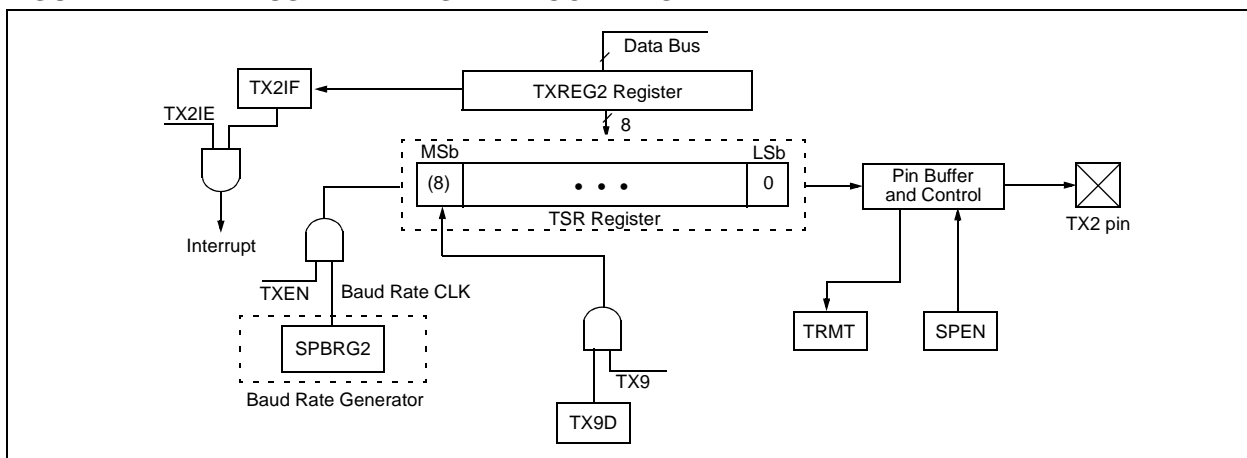 Data Bus
TX2IF
TXREG2 Register
TX2IE
8
MSb
LSb
(8)
• • •
0
Pin Buffer
and Control
TSR Register
TX2 pin
Interrupt
TXEN
Baud Rate CLK
TRMT
SPEN
SPBRG2
TX9
Baud Rate Generator
TX9D